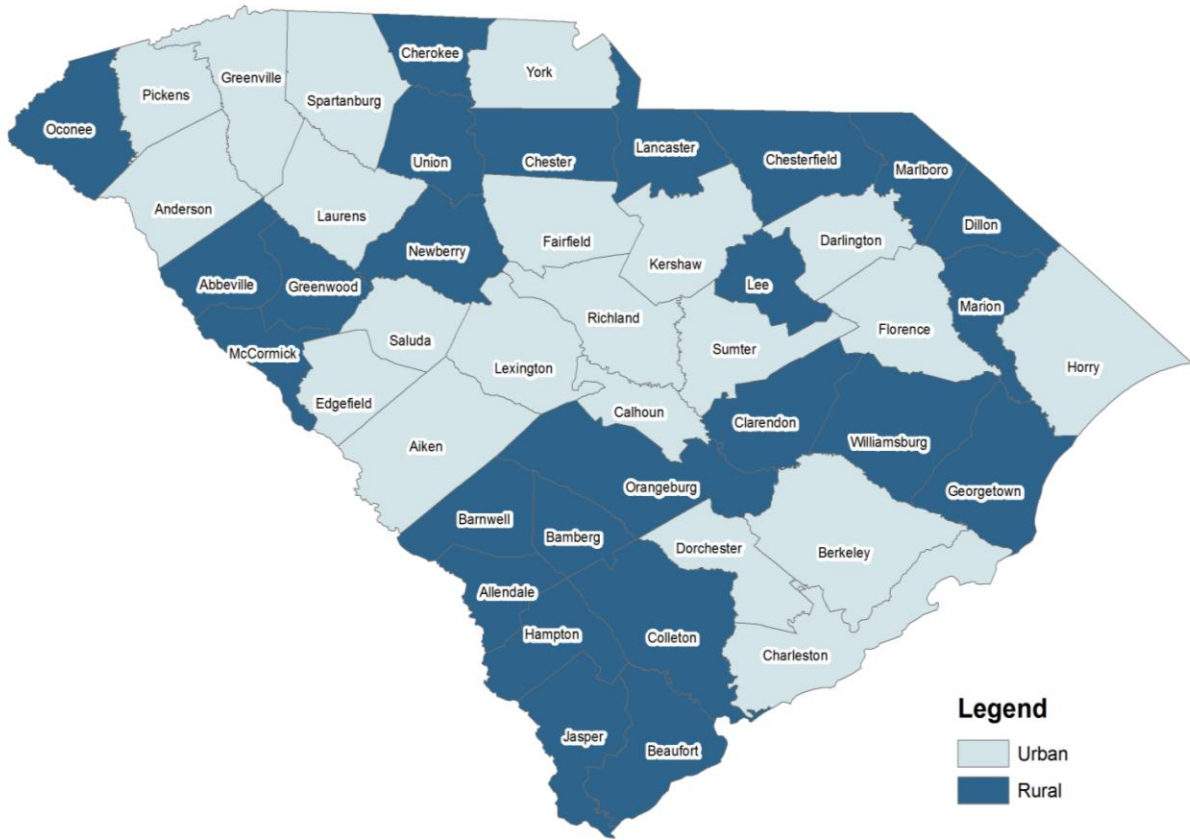 Cherokee
York
Greenville
Pickens
Spartanburg
Oconee
Union
Chester
Lancaster
Chesterfield
Marlboro
Anderson
Laurens
Dillon
Fairfield
Darlington
Newberry
Kershaw
Abbeville
Greenwood
Lee
Marion
Richland
Florence
Saluda
McCormick
Sumter
Lexington
Horry
Edgefield
Calhoun
Clarendon
Aiken
Williamsburg
Orangeburg
Georgetown
Barnwell
Bamberg
Dorchester
Berkeley
Allendale
Hampton
Colleton
Charleston
Jasper
Beaufort
Legend
Urban
Rural